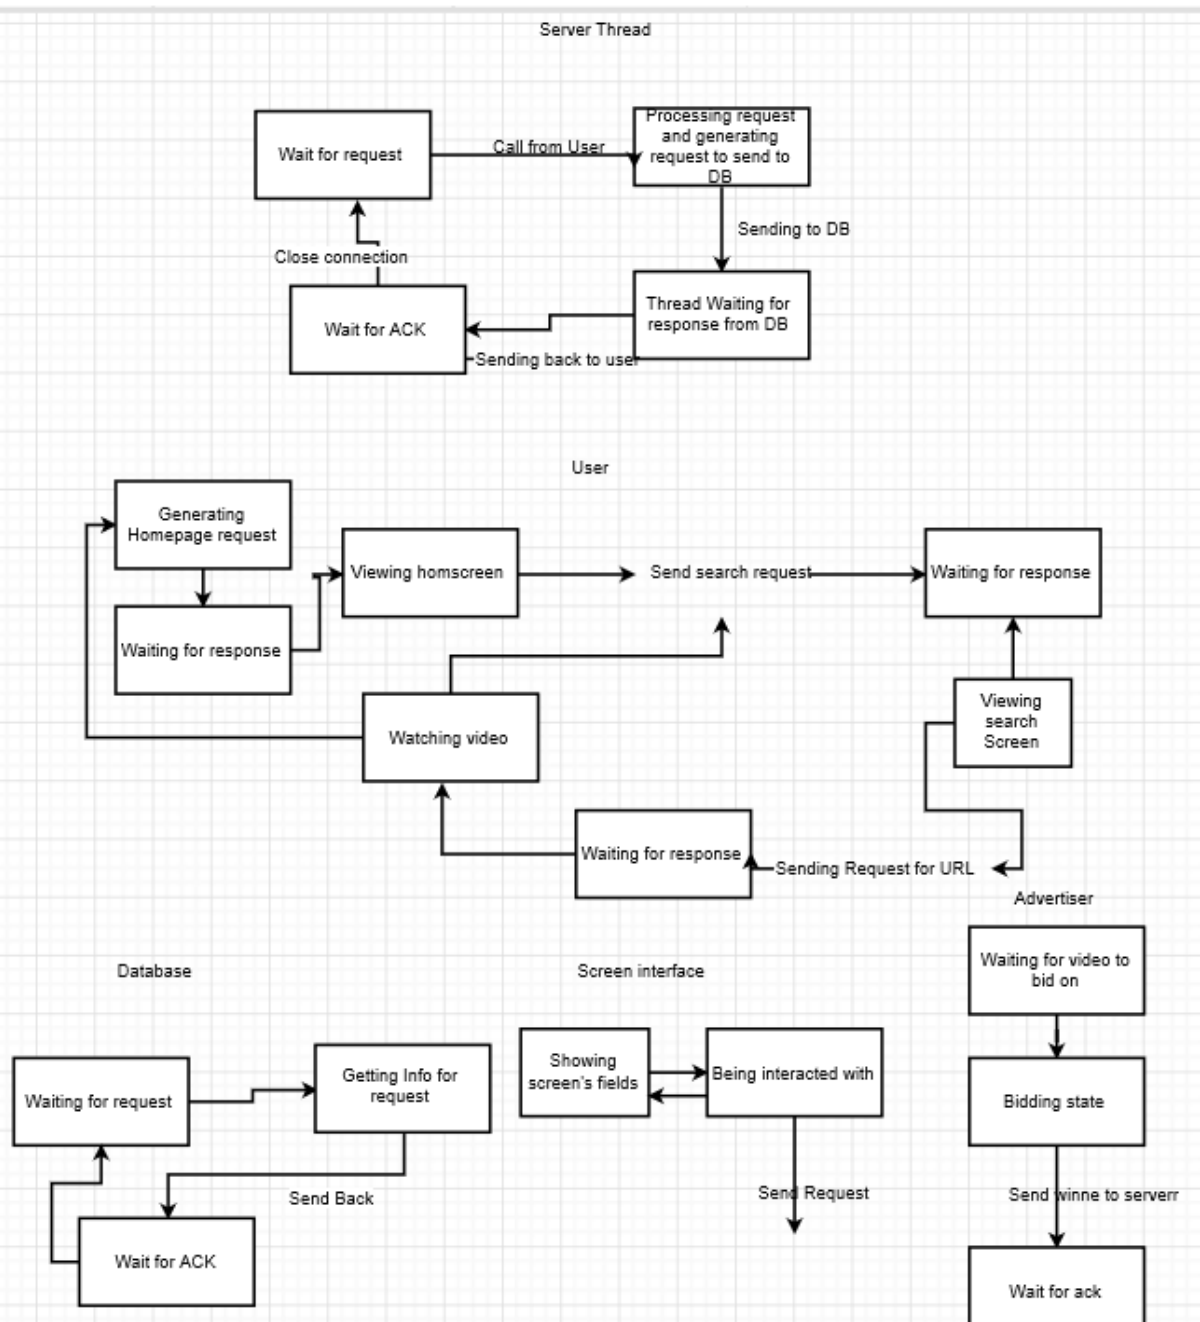 Server Thread
Wait for request
Call from User
Processing request
and generating
request to send to
DB
Sending to DB
Close connection
Wait for ACK
Thread Waiting for
response from DB
Sending back to user
User
Generating
Homepage request
Viewing homscreen
Send search request
Waiting for response
Waiting for response
Viewing
search
Screen
Watching video
Waiting for response
Sending Request for URL
Advertiser
Waiting for video to
bid on
Database
Screen interface
Showing
screen's fields
Being interacted with
Getting Info for
request
Waiting for request
Bidding state
Send Back
Send Request
Send winne to serverr
Wait for ACK
Wait for ack